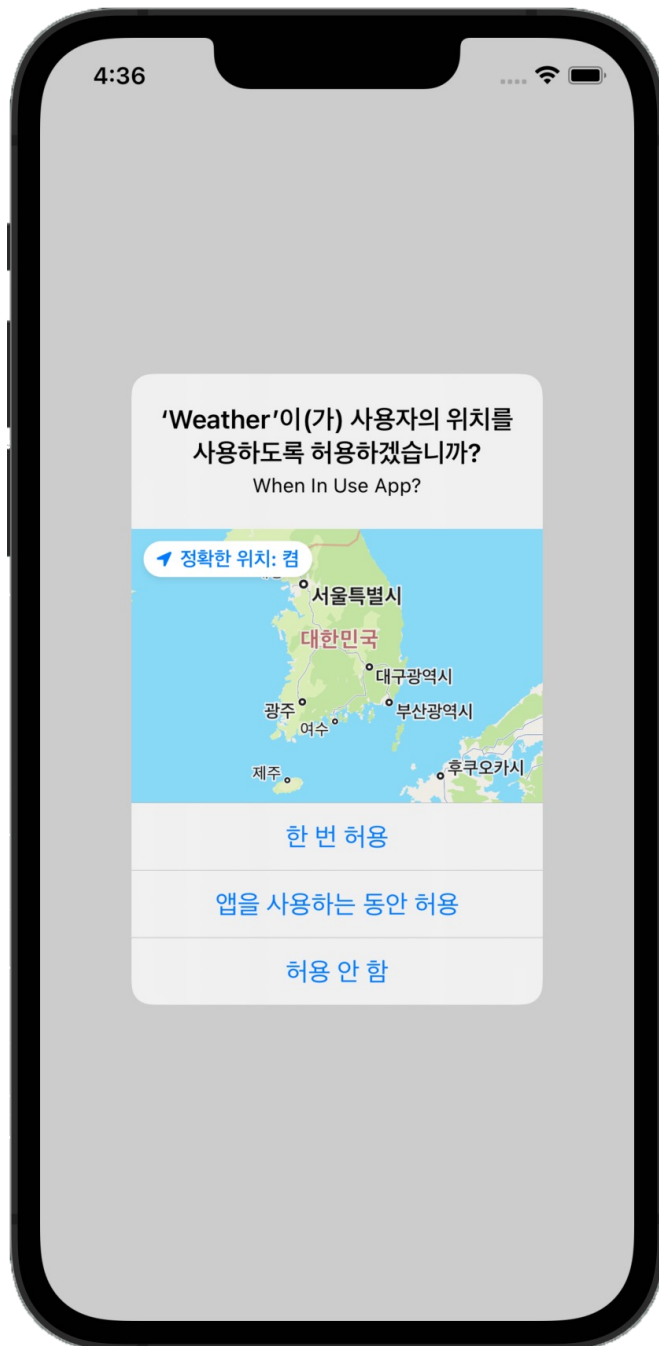 4:36
‘Weather’이(가) 사용자의 위치를
사용하도록 허용하겠습니까?
When In Use App?
정확한 위치: 켬
서울특별시
대한민국
대구광역시
광주
부산광역시
여수
후쿠오카시
제주
한 번 허용
앱을 사용하는 동안 허용
허용 안 함